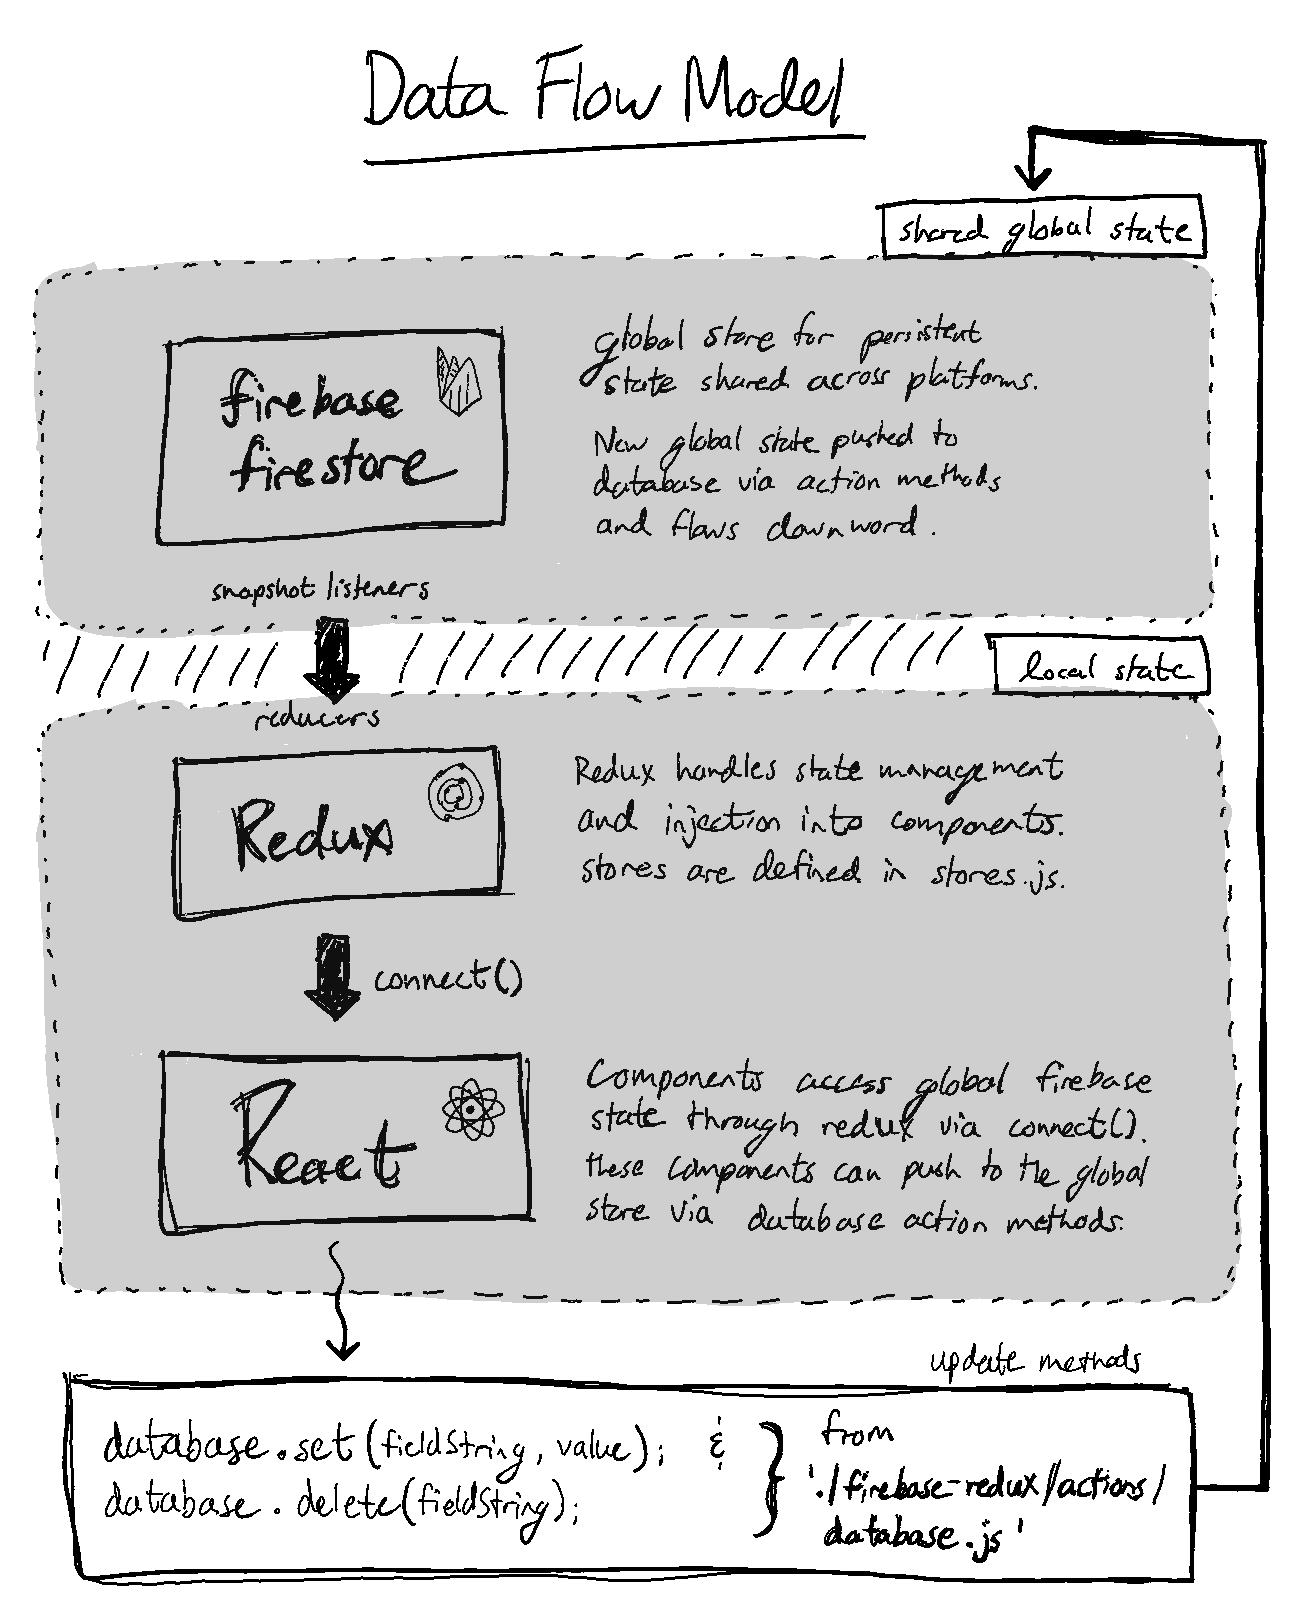 Data Flow Model
shared global state
firebase
firestore
global store for persistent
state shared across platforms.
New global state pushed to
database via action methods
and flows downword.
snapshot listeners
local state
reducers
Redux
Redux handles state management
and injection into components.
stores are defined in stores.js.
connect()
React
Components access global firebase
state through redux via connect().
these components can push to the global
store via database action methods.
update methods
database.set(fieldString, value); &
database.delete(fieldString);
from
'./firebase-redux/actions/
database.js'